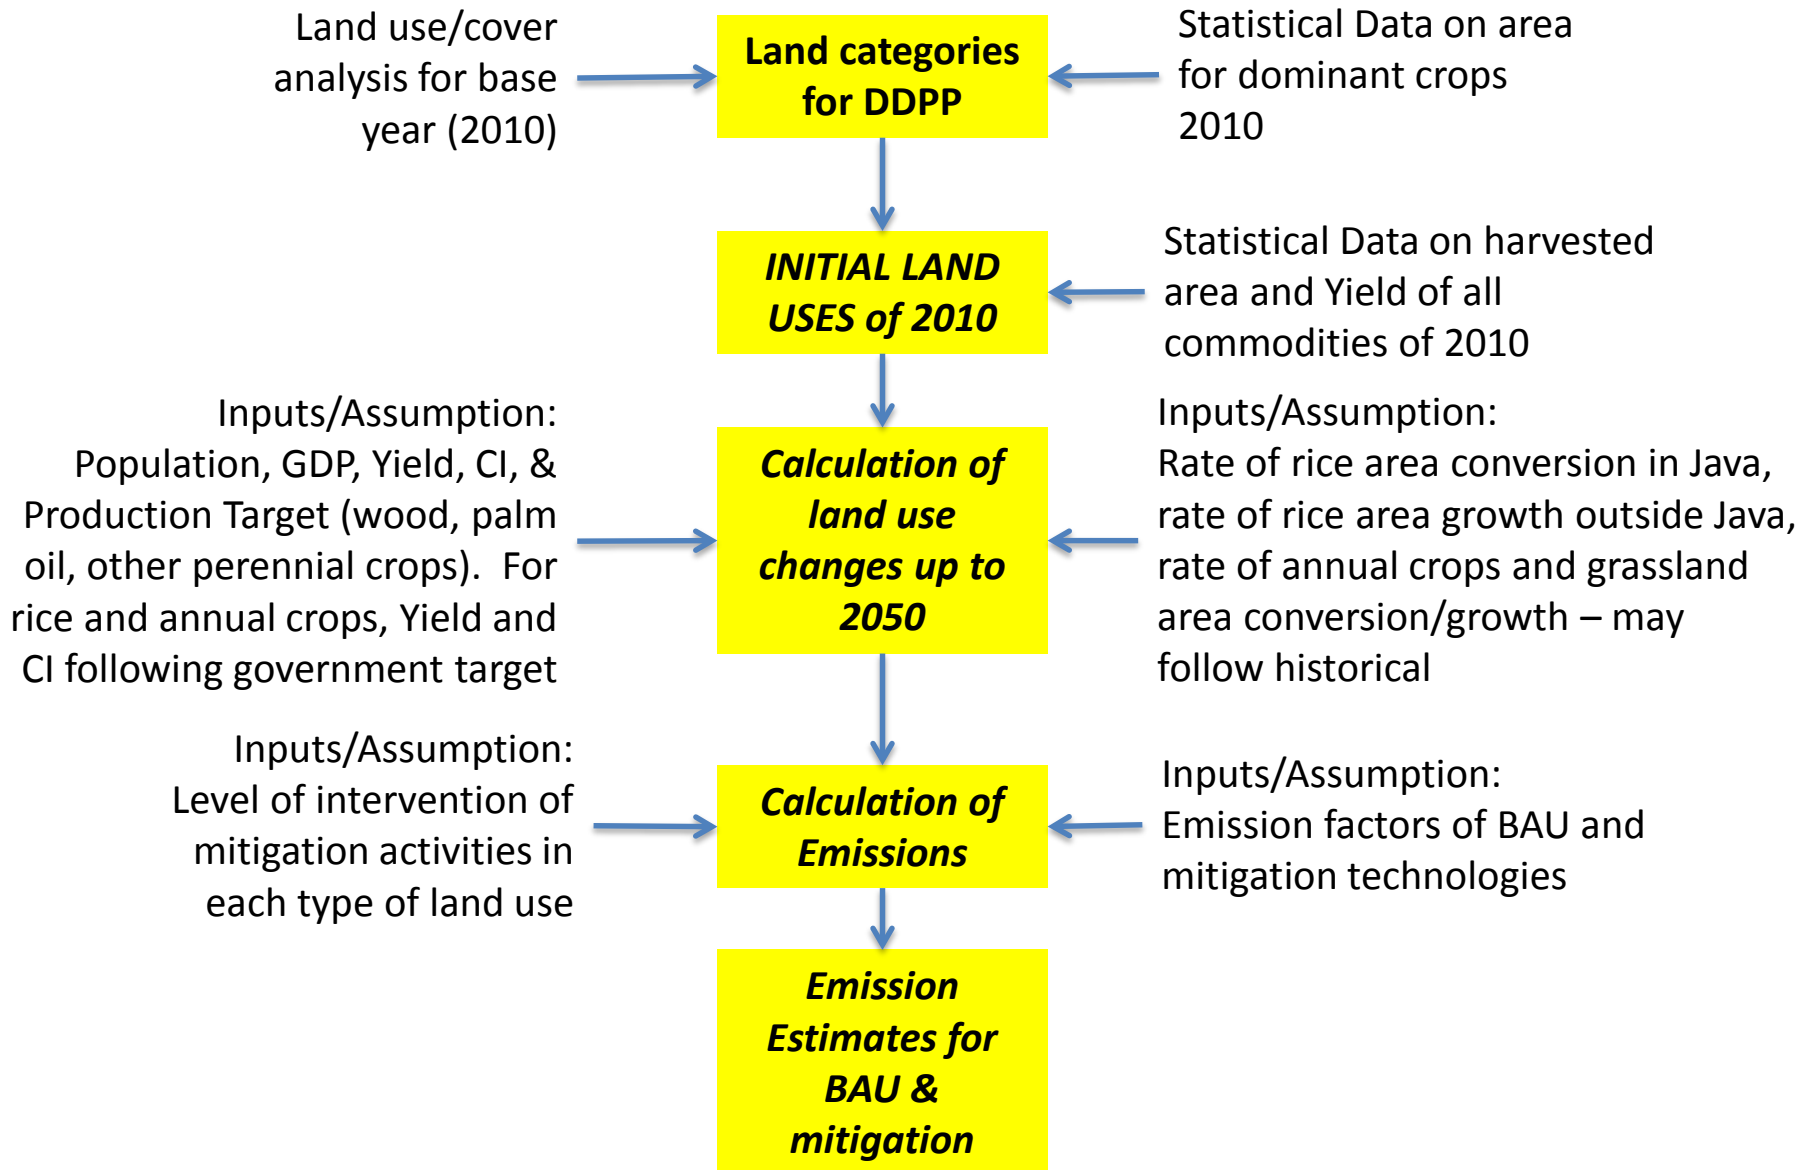 Land use/cover
analysis for base
year (2010)
Land categories
for DDPP
Statistical Data on area
for dominant crops
2010
INITIAL LAND
USES of 2010
Statistical Data on harvested
area and Yield of all
commodities of 2010
Inputs/Assumption:
Population, GDP, Yield, CI, &
Production Target (wood, palm
oil, other perennial crops).  For
rice and annual crops, Yield and
CI following government target
Calculation of
land use
changes up to
2050
Inputs/Assumption:
Rate of rice area conversion in Java,
rate of rice area growth outside Java,
rate of annual crops and grassland
area conversion/growth – may
follow historical
Inputs/Assumption:
Level of intervention of
mitigation activities in
each type of land use
Calculation of
Emissions
Inputs/Assumption:
Emission factors of BAU and
mitigation technologies
Emission
Estimates for
BAU &
mitigation